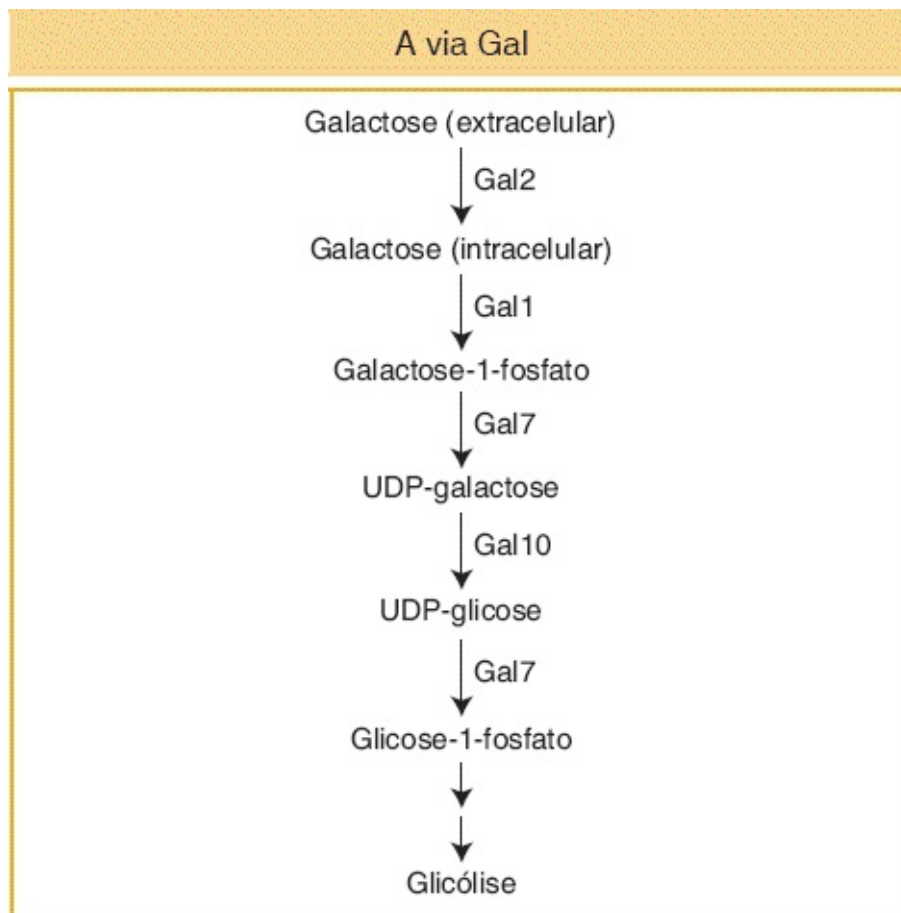 A via Gal
Galactose (extracelular)
Gal2
Galactose (intracelular)
Gal1
Galactose-1-fosfato
Gal7
UDP-galactose
Gal10
UDP-glicose
Gal7
Glicose-1-fosfato
Glicólise